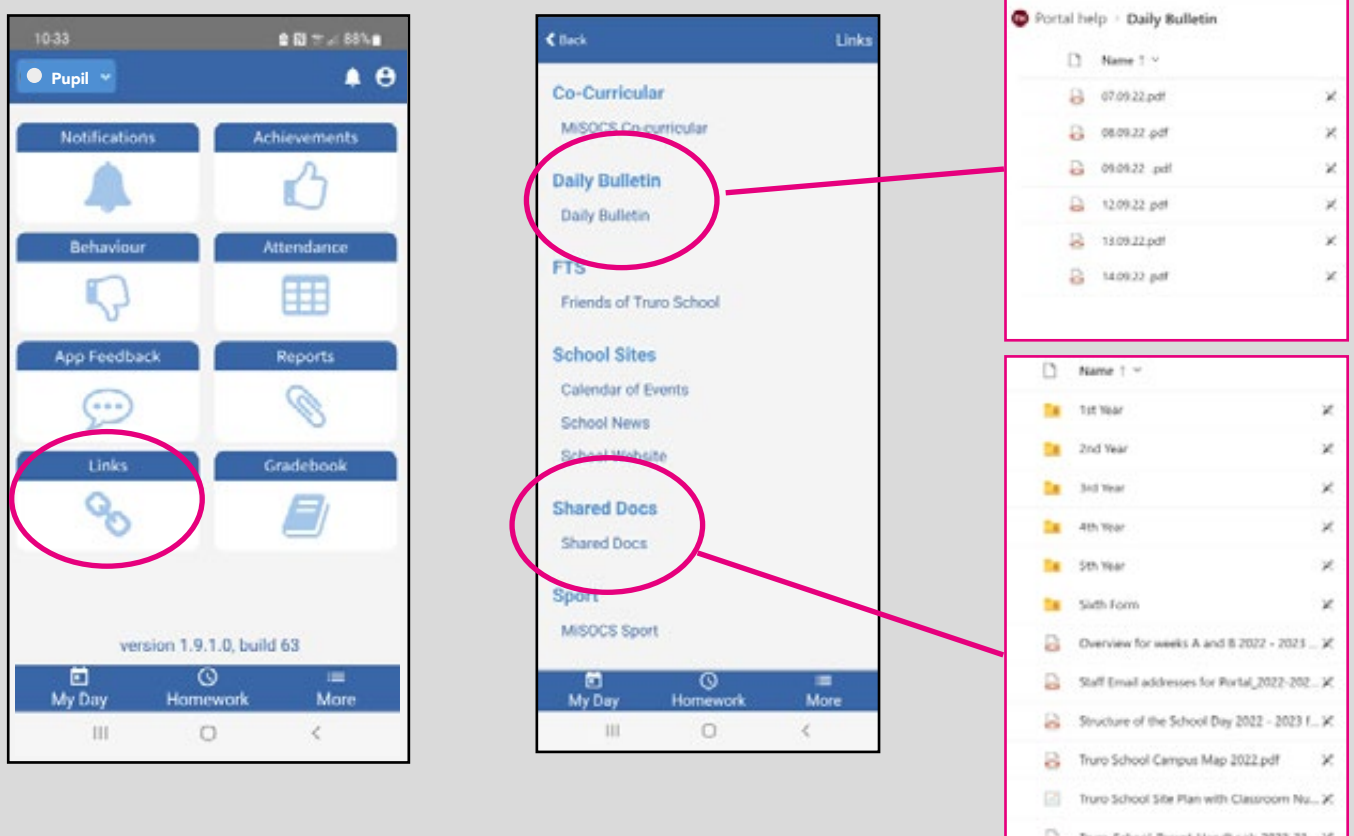 10:33
88%
Pupil
Notifications
Achievements
Behaviour
Attendance
App Feedback
Reports
Links
Gradebook
version 1.9.1.0, build 63
My Day
Homework
More
Back
Links
Co-Curricular
MiSOCS Co-curricular
Daily Bulletin
Daily Bulletin
FTS
Friends of Truro School
School Sites
Calendar of Events
School News
School Website
Shared Docs
Shared Docs
Sport
MiSOCS Sport
My Day
Homework
More
Portal help > Daily Bulletin
Name ↑
07.09.22.pdf
08.09.22 .pdf
09.09.22 .pdf
12.09.22 .pdf
13.09.22.pdf
14.09.22 .pdf
Name ↑
1st Year
2nd Year
3rd Year
4th Year
5th Year
Sixth Form
Overview for weeks A and B 2022 - 2023 ...
Staff Email addresses for Portal_2022-202...
Structure of the School Day 2022 - 2023 f...
Truro School Campus Map 2022.pdf
Truro School Site Plan with Classroom Nu...